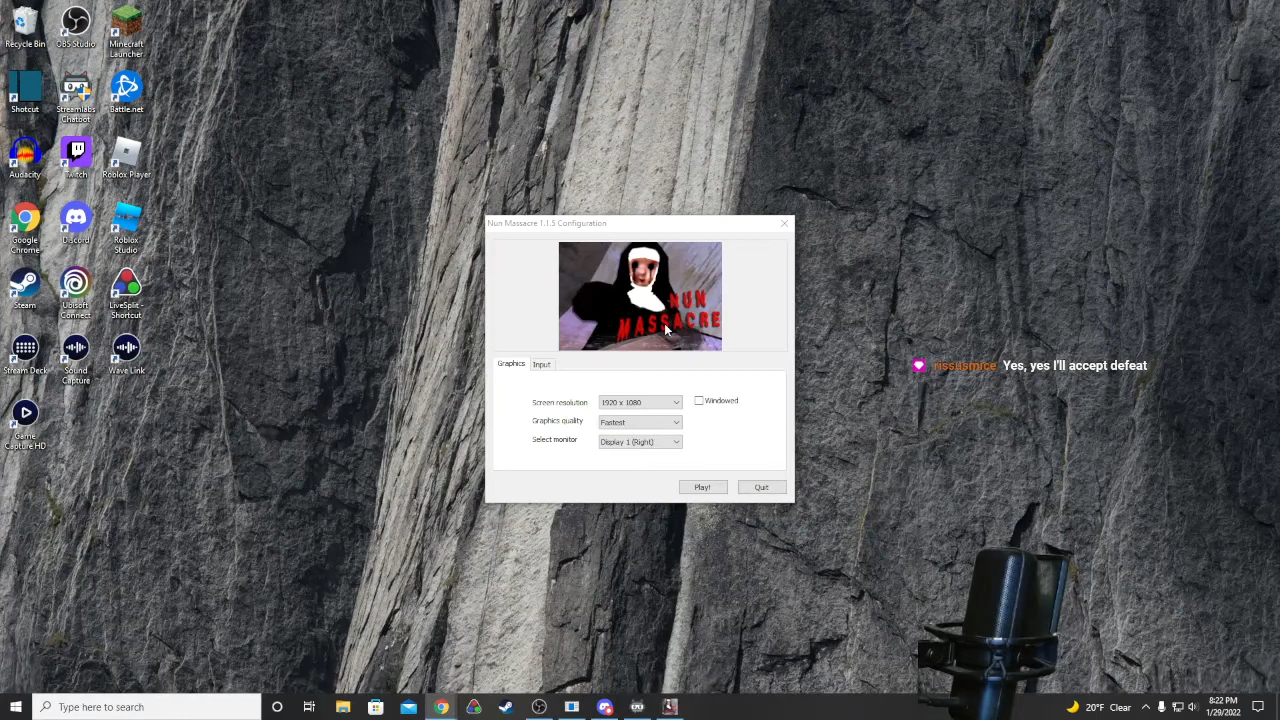 Recycle Bin
OBS Studio
Minecraft
Launcher
Shotcut
Streamlabs
Chatbot
Battle.net
Audacity
Twitch
Roblox Player
Google
Chrome
Discord
Roblox
Studio
Steam
Ubisoft
Connect
LiveSplit -
Shortcut
Stream Deck
Sound
Capture
Wave Link
Game
Capture HD
Nun Massacre 1.1.5 Configuration
NUN
MASSACRE
Graphics
Input
Screen resolution
1920 x 1080
Windowed
Graphics quality
Fastest
Select monitor
Display 1 (Right)
Play!
Quit
rissusmice Yes, yes I'll accept defeat
Type here to search
20°F Clear
8:22 PM
1/29/2022